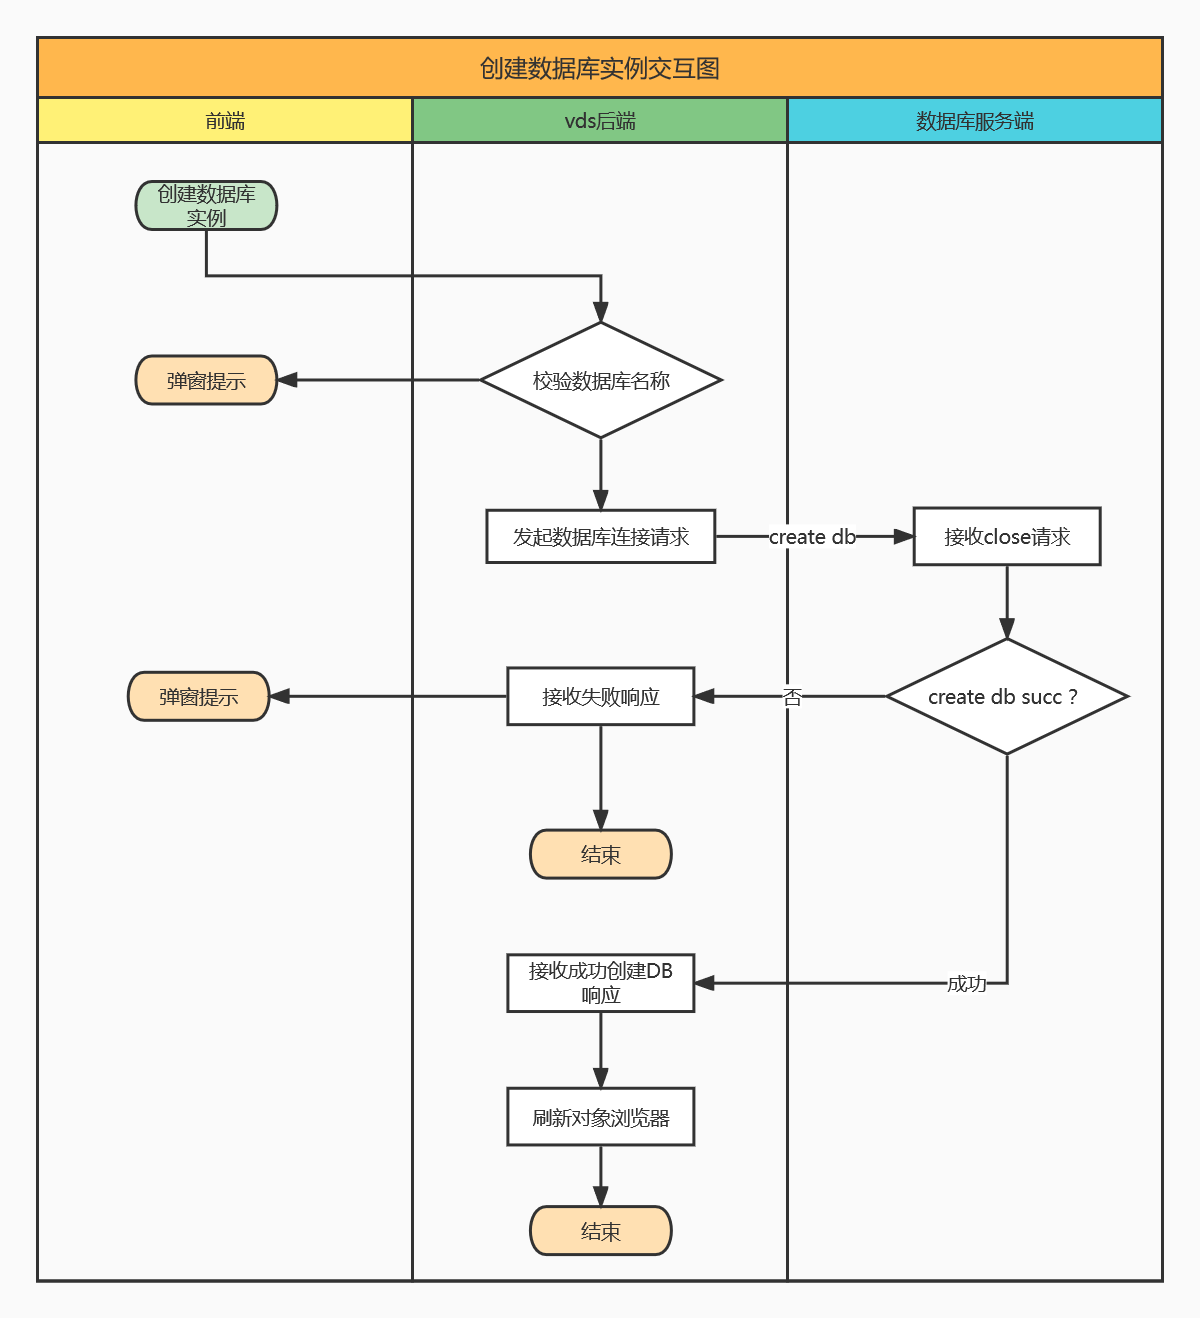 创建数据库实例交互图
前端
vds后端
数据库服务端
创建数据库
实例
弹窗提示
校验数据库名称
发起数据库连接请求
create db
接收close请求
弹窗提示
接收失败响应
否
create db succ？
结束
接收成功创建DB
响应
成功
刷新对象浏览器
结束